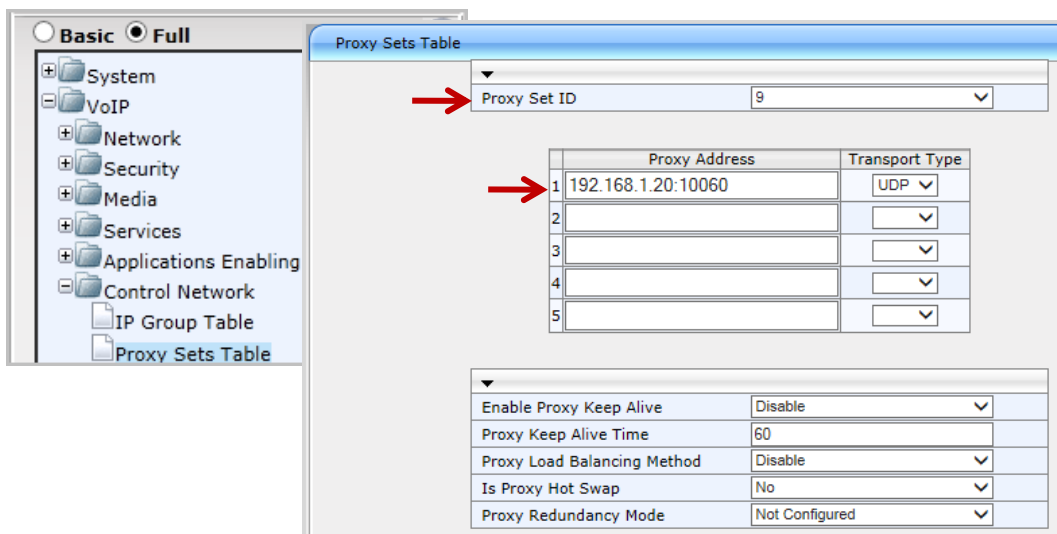 Basic Full
System
VoIP
Network
Security
Media
Services
Applications Enabling
Control Network
IP Group Table
Proxy Sets Table
Proxy Sets Table
Proxy Set ID 9
Proxy Address Transport Type
1 192.168.1.20:10060 UDP
2
3
4
5
Enable Proxy Keep Alive Disable
Proxy Keep Alive Time 60
Proxy Load Balancing Method Disable
Is Proxy Hot Swap No
Proxy Redundancy Mode Not Configured